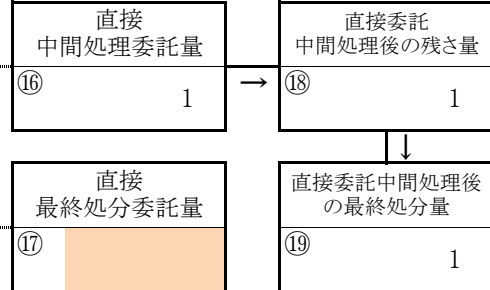 直接
中間処理委託量
⑯ 1
→
直接委託
中間処理後の残さ量
⑱ 1
↓
直接
最終処分委託量
⑰
直接委託中間処理後
の最終処分量
⑲ 1